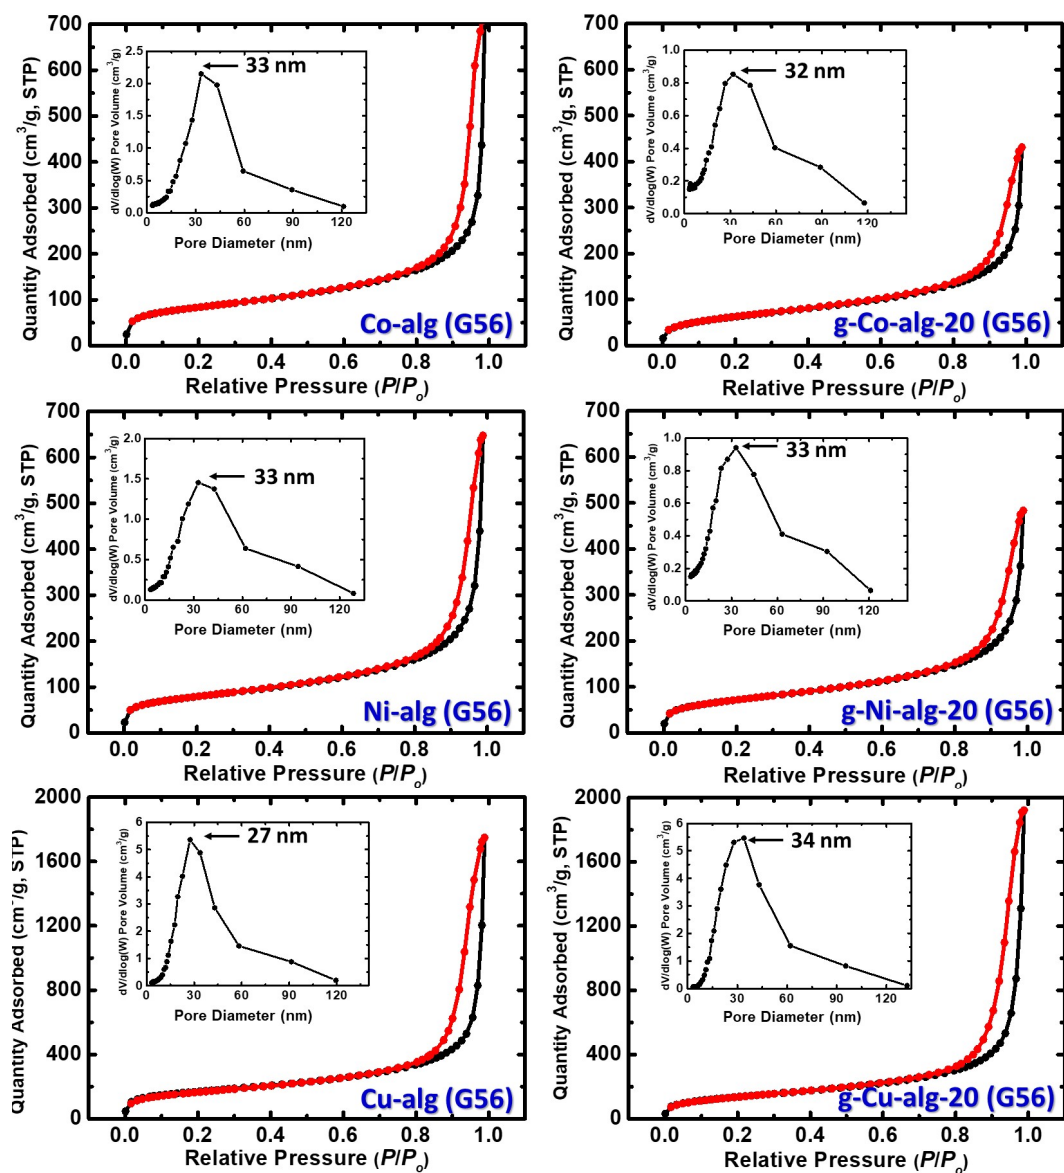 Quantity Adsorbed (cm³/g, STP)
700
600
500
400
300
200
100
0
dV/dlog(W) Pore Volume (cm³/g)
2.5
2.0
1.5
1.0
0.5
0.0
33 nm
0 30 60 90 120
Pore Diameter (nm)
Co-alg (G56)
0.0 0.2 0.4 0.6 0.8 1.0
Relative Pressure (P/Pₒ)
Quantity Adsorbed (cm³/g, STP)
700
600
500
400
300
200
100
0
dV/dlog(W) Pore Volume (cm³/g)
1.0
0.8
0.6
0.4
0.2
0.0
32 nm
0 30 60 90 120
Pore Diameter (nm)
g-Co-alg-20 (G56)
0.0 0.2 0.4 0.6 0.8 1.0
Relative Pressure (P/Pₒ)
Quantity Adsorbed (cm³/g, STP)
700
600
500
400
300
200
100
0
dV/dlog(W) Pore Volume (cm³/g)
2.0
1.5
1.0
0.5
0.0
33 nm
0 30 60 90 120
Pore Diameter (nm)
Ni-alg (G56)
0.0 0.2 0.4 0.6 0.8 1.0
Relative Pressure (P/Pₒ)
Quantity Adsorbed (cm³/g, STP)
700
600
500
400
300
200
100
0
dV/dlog(W) Pore Volume (cm³/g)
1.0
0.8
0.6
0.4
0.2
0.0
33 nm
0 30 60 90 120
Pore Diameter (nm)
g-Ni-alg-20 (G56)
0.0 0.2 0.4 0.6 0.8 1.0
Relative Pressure (P/Pₒ)
Quantity Adsorbed (cm³/g, STP)
2000
1600
1200
800
400
0
dV/dlog(W) Pore Volume (cm³/g)
6
5
4
3
2
1
0
27 nm
0 30 60 90 120
Pore Diameter (nm)
Cu-alg (G56)
0.0 0.2 0.4 0.6 0.8 1.0
Relative Pressure (P/Pₒ)
Quantity Adsorbed (cm³/g, STP)
2000
1600
1200
800
400
0
dV/dlog(W) Pore Volume (cm³/g)
6
5
4
3
2
1
0
34 nm
0 30 60 90 120
Pore Diameter (nm)
g-Cu-alg-20 (G56)
0.0 0.2 0.4 0.6 0.8 1.0
Relative Pressure (P/Pₒ)